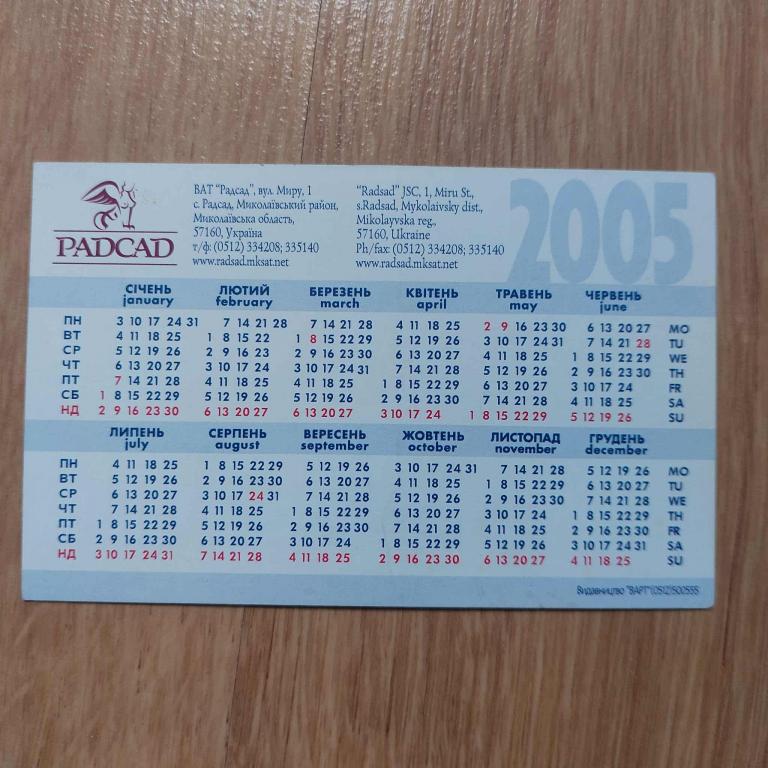 РАДСАД
ВАТ "Радсад", вул. Миру, 1
с. Радсад, Миколаївський район,
Миколаївська область,
57160, Україна
т/ф: (0512) 334208; 335140
www.radsad.mksat.net
"Radsad" JSC, 1, Miru St.,
s.Radsad, Mykolaivsky dist.,
Mikolayvska reg.,
57160, Ukraine
Ph/fax: (0512) 334208; 335140
www.radsad.mksat.net
2005
СІЧЕНЬ ЛЮТИЙ БЕРЕЗЕНЬ КВІТЕНЬ ТРАВЕНЬ ЧЕРВЕНЬ
january february march april may june
ПН 3 10 17 24 31 7 14 21 28 7 14 21 28 4 11 18 25 2 9 16 23 30 6 13 20 27 MO
ВТ 4 11 18 25 1 8 15 22 1 8 15 22 29 5 12 19 26 3 10 17 24 31 7 14 21 28 TU
СР 5 12 19 26 2 9 16 23 2 9 16 23 30 6 13 20 27 4 11 18 25 1 8 15 22 29 WE
ЧТ 6 13 20 27 3 10 17 24 3 10 17 24 31 7 14 21 28 5 12 19 26 2 9 16 23 30 TH
ПТ 7 14 21 28 4 11 18 25 4 11 18 25 1 8 15 22 29 6 13 20 27 3 10 17 24 FR
СБ 1 8 15 22 29 5 12 19 26 5 12 19 26 2 9 16 23 30 7 14 21 28 4 11 18 25 SA
НД 2 9 16 23 30 6 13 20 27 6 13 20 27 3 10 17 24 1 8 15 22 29 5 12 19 26 SU
ЛИПЕНЬ СЕРПЕНЬ ВЕРЕСЕНЬ ЖОВТЕНЬ ЛИСТОПАД ГРУДЕНЬ
july august september october november december
ПН 4 11 18 25 1 8 15 22 29 5 12 19 26 3 10 17 24 31 7 14 21 28 5 12 19 26 MO
ВТ 5 12 19 26 2 9 16 23 30 6 13 20 27 4 11 18 25 1 8 15 22 29 6 13 20 27 TU
СР 6 13 20 27 3 10 17 24 31 7 14 21 28 5 12 19 26 2 9 16 23 30 7 14 21 28 WE
ЧТ 7 14 21 28 4 11 18 25 1 8 15 22 29 6 13 20 27 3 10 17 24 1 8 15 22 29 TH
ПТ 1 8 15 22 29 5 12 19 26 2 9 16 23 30 7 14 21 28 4 11 18 25 2 9 16 23 30 FR
СБ 2 9 16 23 30 6 13 20 27 3 10 17 24 1 8 15 22 29 5 12 19 26 3 10 17 24 31 SA
НД 3 10 17 24 31 7 14 21 28 4 11 18 25 2 9 16 23 30 6 13 20 27 4 11 18 25 SU
Видавництво "ВАРТ"(0512)500555